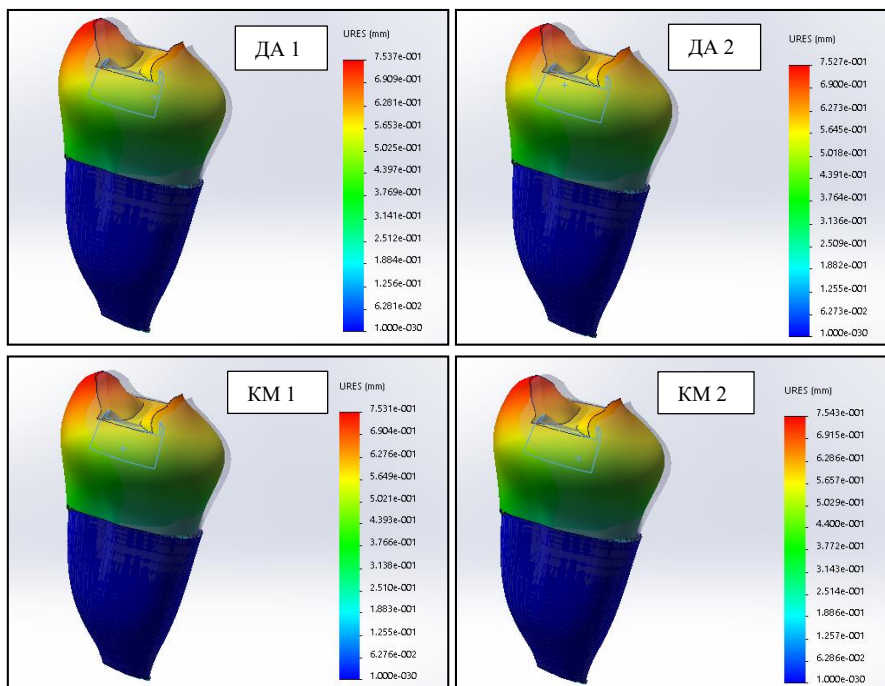 ДА 1
URES (mm)
7.537e-001
6.909e-001
6.281e-001
5.653e-001
5.025e-001
4.397e-001
3.769e-001
3.141e-001
2.512e-001
1.884e-001
1.256e-001
6.281e-002
1.000e-030
ДА 2
URES (mm)
7.527e-001
6.900e-001
6.273e-001
5.645e-001
5.018e-001
4.391e-001
3.764e-001
3.136e-001
2.509e-001
1.882e-001
1.255e-001
6.273e-002
1.000e-030
КМ 1
URES (mm)
7.531e-001
6.904e-001
6.276e-001
5.649e-001
5.021e-001
4.393e-001
3.766e-001
3.138e-001
2.510e-001
1.883e-001
1.255e-001
6.276e-002
1.000e-030
КМ 2
URES (mm)
7.543e-001
6.915e-001
6.286e-001
5.657e-001
5.029e-001
4.400e-001
3.772e-001
3.143e-001
2.514e-001
1.886e-001
1.257e-001
6.286e-002
1.000e-030